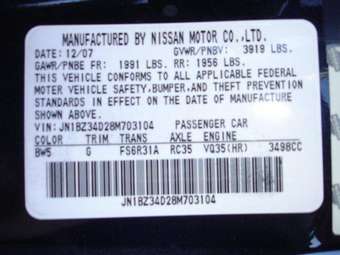 MANUFACTURED BY NISSAN MOTOR CO.,LTD.
DATE: 12/07 GVWR/PNBV: 3919 LBS.
GAWR/PNBE FR: 1991 LBS. RR: 1956 LBS.
THIS VEHICLE CONFORMS TO ALL APPLICABLE FEDERAL
MOTOR VEHICLE SAFETY,BUMPER,AND THEFT PREVENTION
STANDARDS IN EFFECT ON THE DATE OF MANUFACTURE
SHOWN ABOVE.
VIN: JN1BZ34D28M703104 PASSENGER CAR
COLOR TRIM TRANS AXLE ENGINE
BW5 G FS6R31A RC35 VQ35(HR) 3498CC
JN1BZ34D28M703104